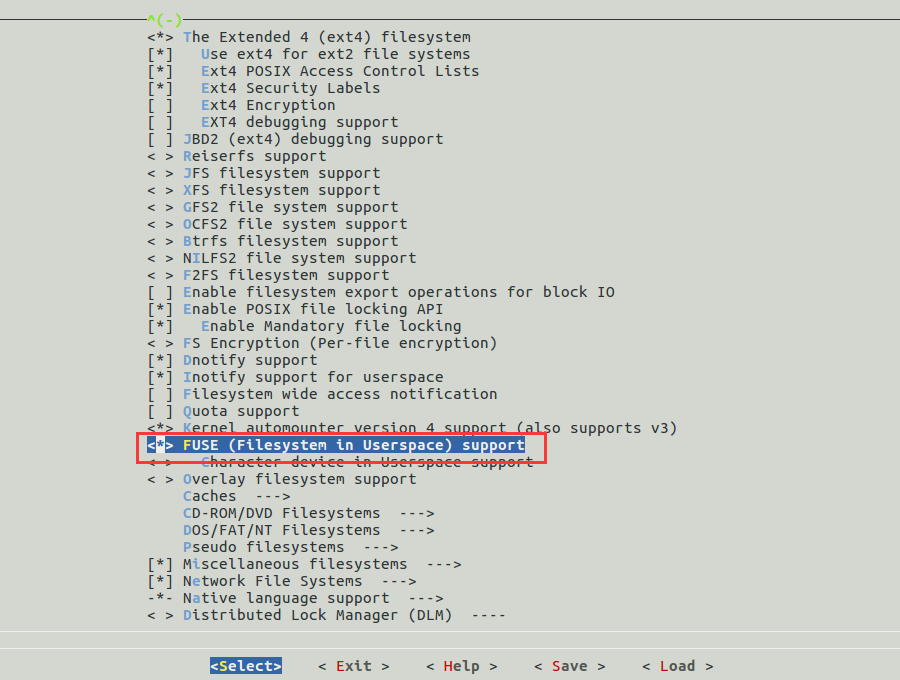 ^(-)
<*> The Extended 4 (ext4) filesystem
[*]   Use ext4 for ext2 file systems
[*]   Ext4 POSIX Access Control Lists
[*]   Ext4 Security Labels
[ ]   Ext4 Encryption
[ ]   EXT4 debugging support
[ ] JBD2 (ext4) debugging support
< > Reiserfs support
< > JFS filesystem support
< > XFS filesystem support
< > GFS2 file system support
< > OCFS2 file system support
< > Btrfs filesystem support
< > NILFS2 file system support
< > F2FS filesystem support
[ ] Enable filesystem export operations for block IO
[*] Enable POSIX file locking API
[*]   Enable Mandatory file locking
< > FS Encryption (Per-file encryption)
[*] Dnotify support
[*] Inotify support for userspace
[ ] Filesystem wide access notification
[ ] Quota support
<*> Kernel automounter version 4 support (also supports v3)
<*> FUSE (Filesystem in Userspace) support
< >   Character device in Userspace support
< > Overlay filesystem support
    Caches  --->
    CD-ROM/DVD Filesystems  --->
    DOS/FAT/NT Filesystems  --->
    Pseudo filesystems  --->
[*] Miscellaneous filesystems  --->
[*] Network File Systems  --->
-*- Native language support  --->
< > Distributed Lock Manager (DLM)  ----
<Select>    < Exit >    < Help >    < Save >    < Load >